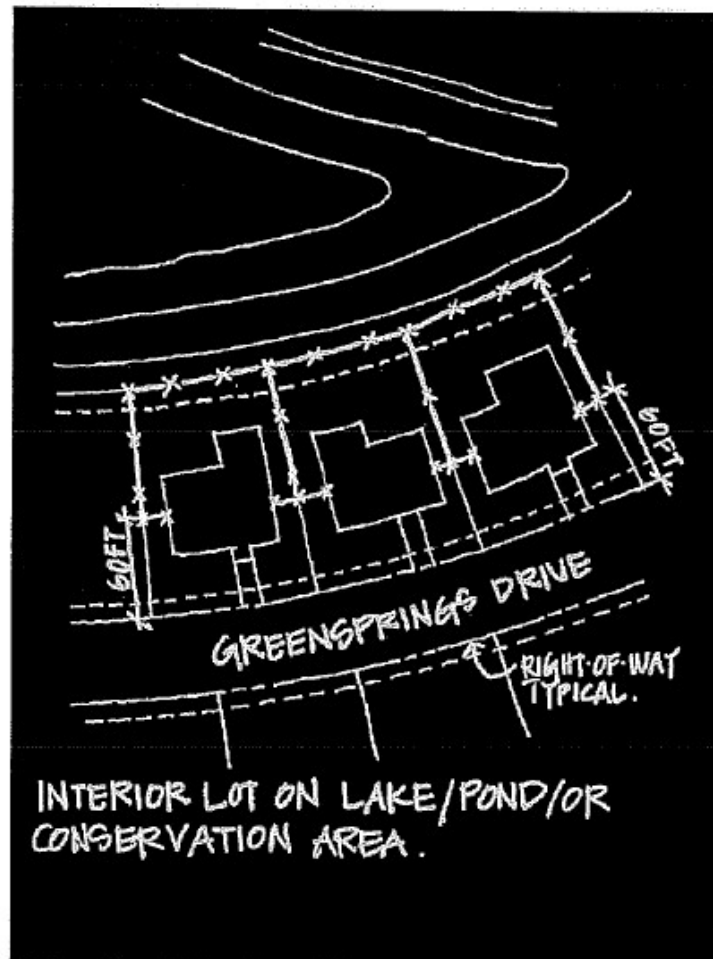 60FT
60FT
GREENSPRINGS DRIVE
RIGHT-OF-WAY
TYPICAL.
INTERIOR LOT ON LAKE/POND/OR
CONSERVATION AREA.